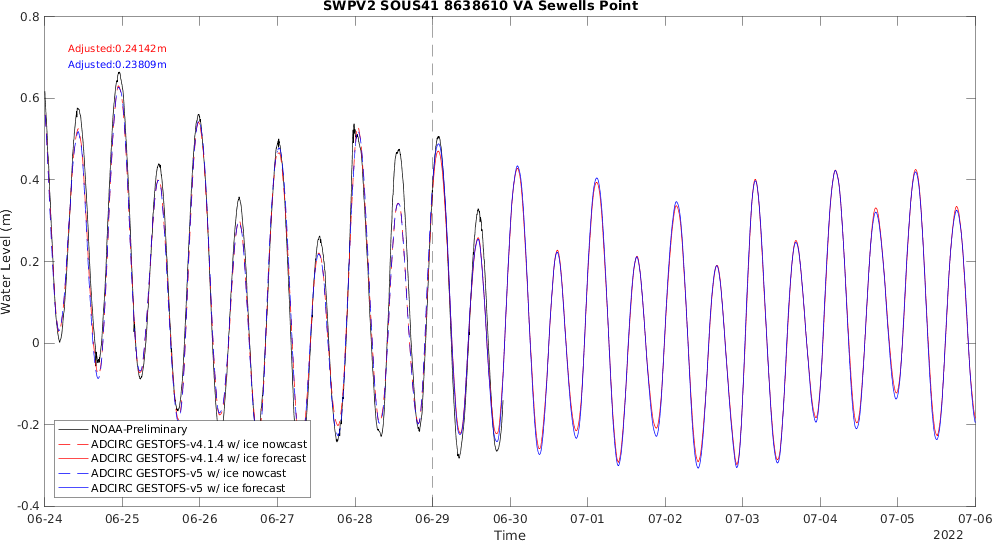 SWPV2 SOUS41 8638610 VA Sewells Point
Adjusted:0.24142m
Adjusted:0.23809m
0.8
0.6
0.4
0.2
0
-0.2
-0.4
Water Level (m)
NOAA-Preliminary
ADCIRC GESTOFS-v4.1.4 w/ ice nowcast
ADCIRC GESTOFS-v4.1.4 w/ ice forecast
ADCIRC GESTOFS-v5 w/ ice nowcast
ADCIRC GESTOFS-v5 w/ ice forecast
06-24 06-25 06-26 06-27 06-28 06-29 06-30 07-01 07-02 07-03 07-04 07-05 07-06
Time
2022